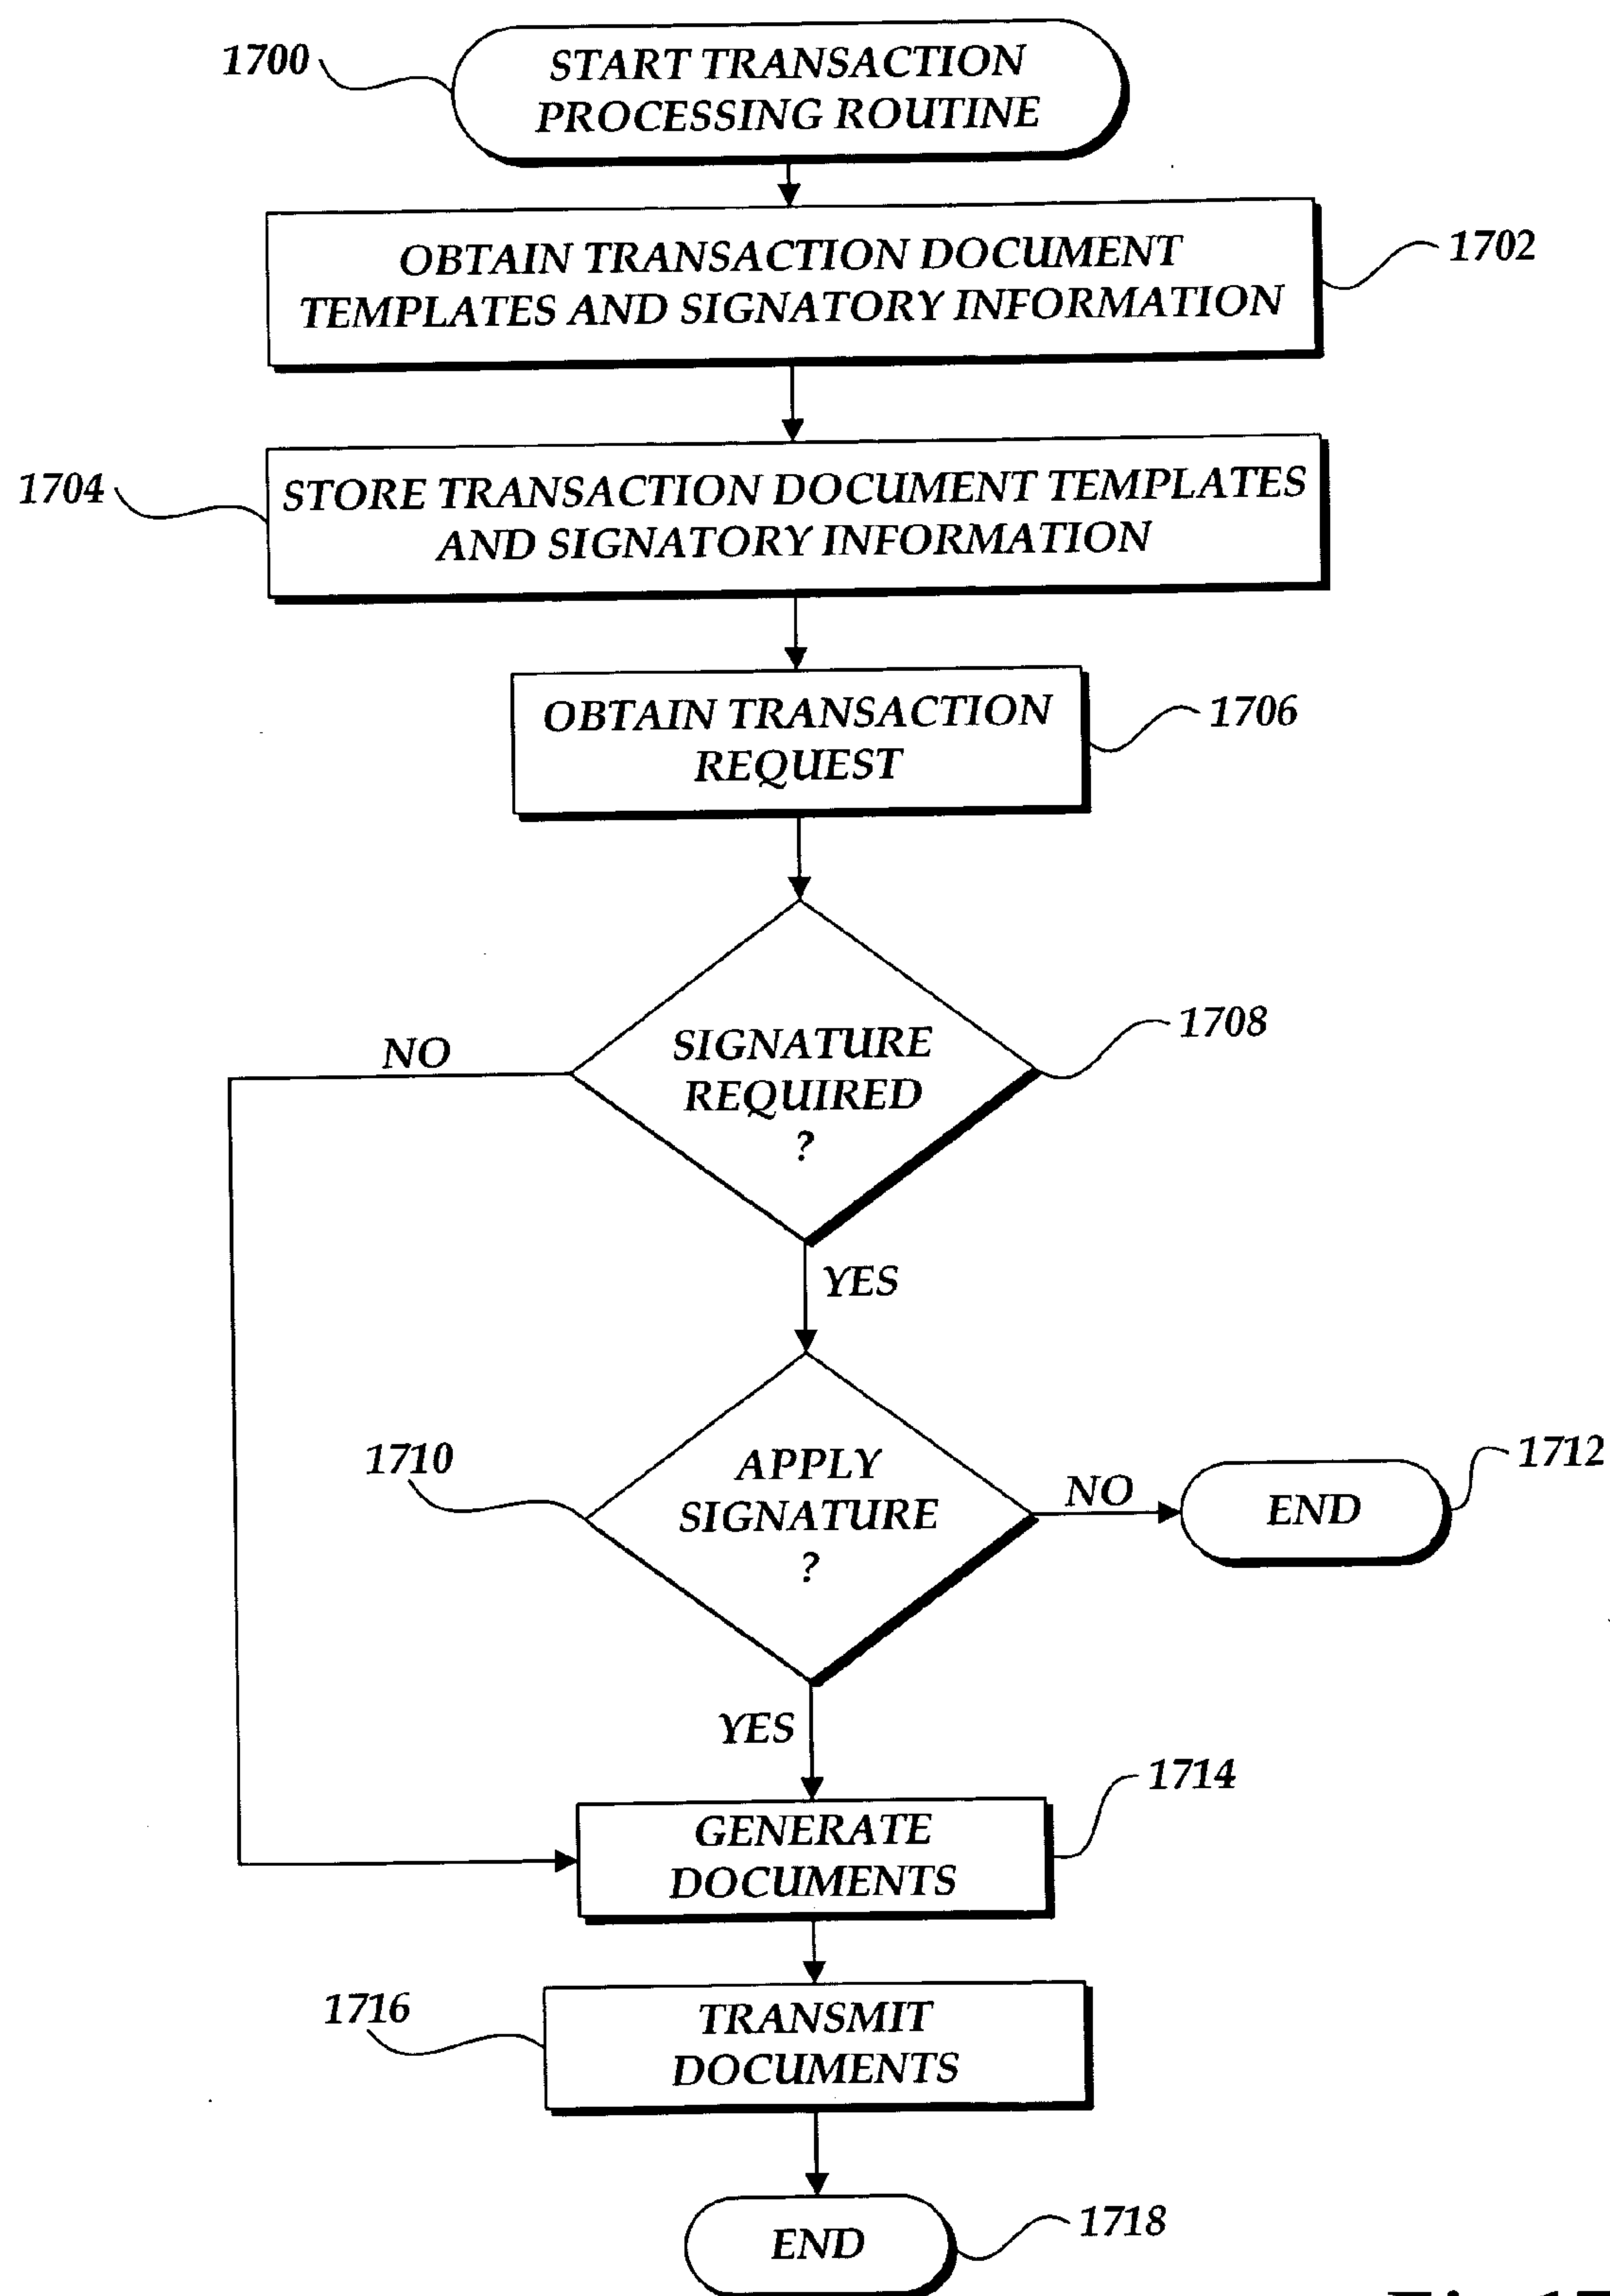 1700
START TRANSACTION
PROCESSING ROUTINE
OBTAIN TRANSACTION DOCUMENT
TEMPLATES AND SIGNATORY INFORMATION
1702
1704
STORE TRANSACTION DOCUMENT TEMPLATES
AND SIGNATORY INFORMATION
OBTAIN TRANSACTION
REQUEST
1706
SIGNATURE
REQUIRED
?
1708
NO
YES
1710
APPLY
SIGNATURE
?
NO
END
1712
YES
GENERATE
DOCUMENTS
1714
1716
TRANSMIT
DOCUMENTS
END
1718